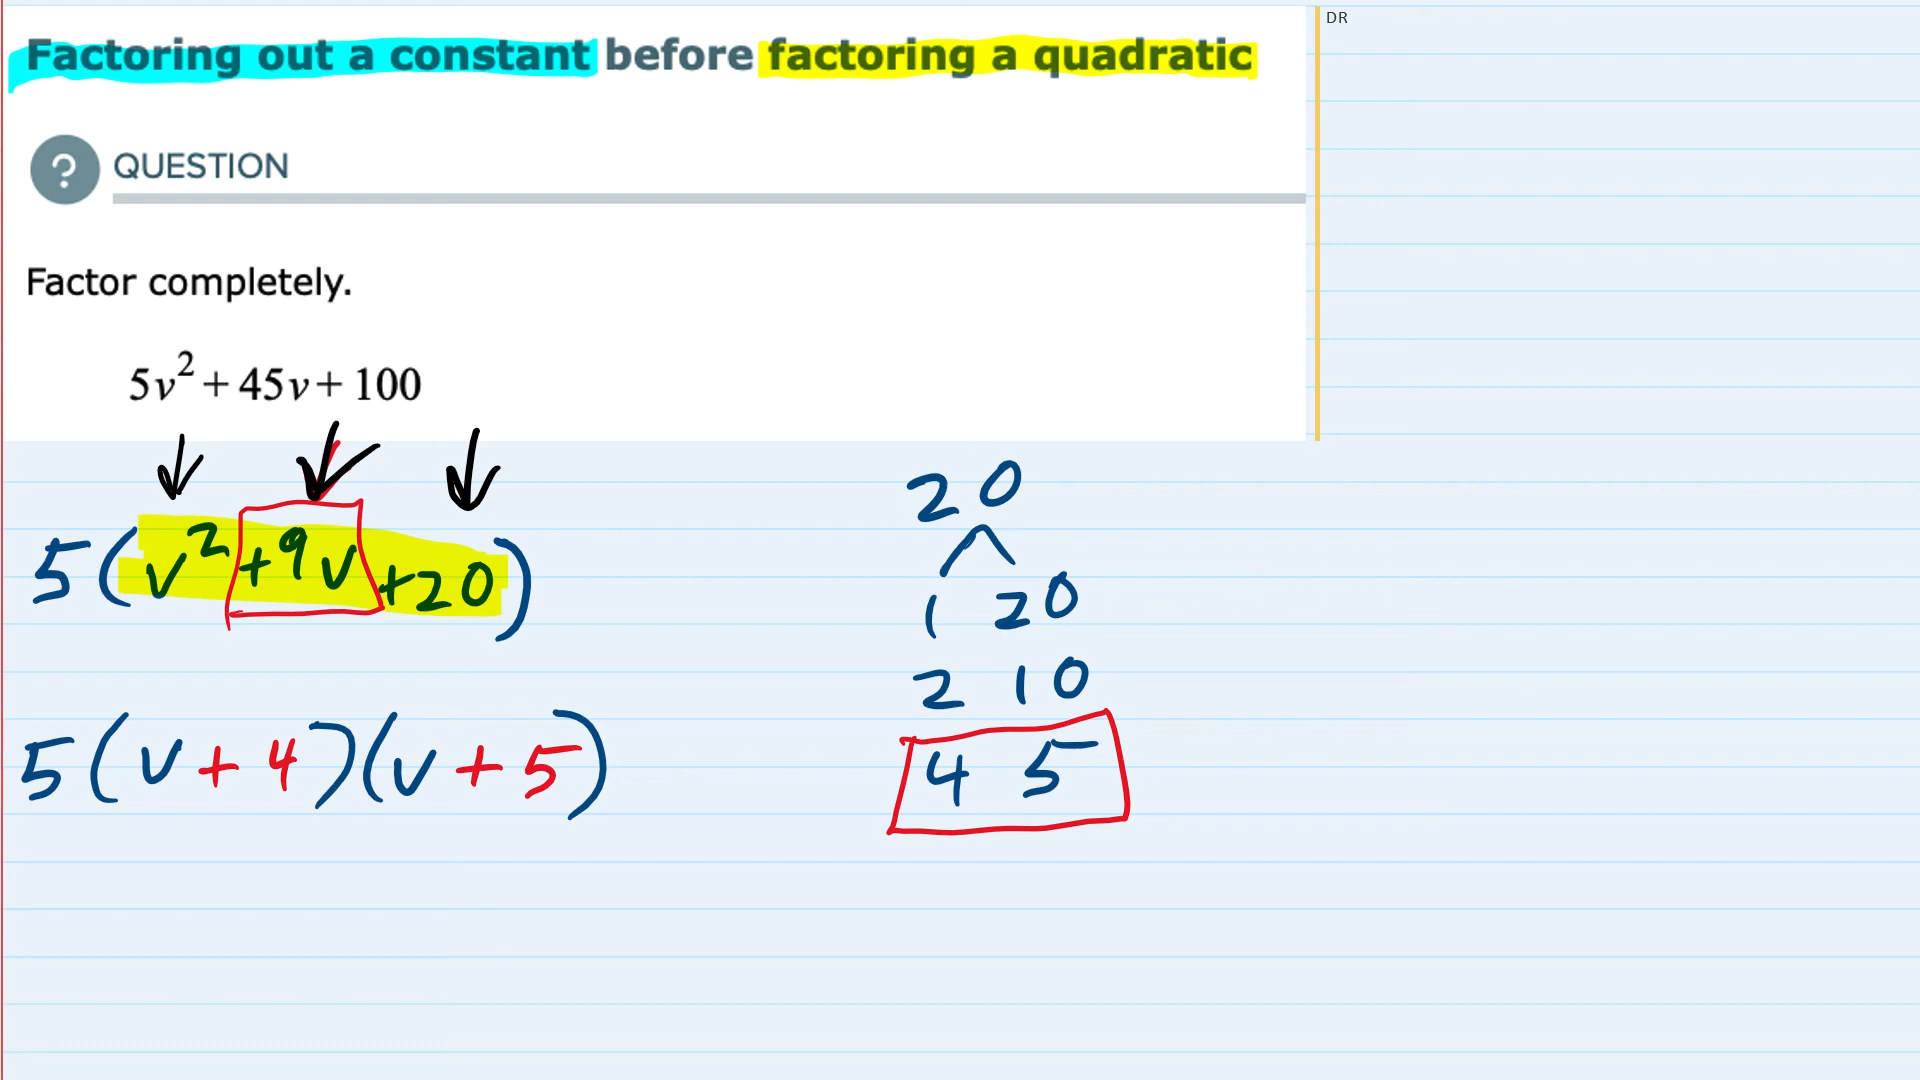 Factoring out a constant before factoring a quadratic
DR
? QUESTION
Factor completely.
5v² + 45v + 100
5(v² +9v +20)
5(v + 4)(v + 5)
20
1 20
2 10
4 5